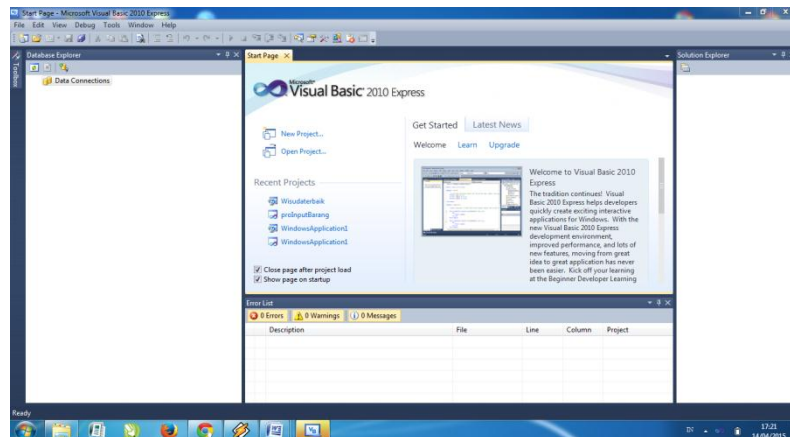 Start Page - Microsoft Visual Basic 2010 Express
File Edit View Debug Tools Window Help
Toolbox
Database Explorer
Data Connections
Start Page
Microsoft
Visual Basic 2010 Express
New Project...
Open Project...
Recent Projects
Wisudaterbaik
proInputBarang
WindowsApplication1
WindowsApplication1
Close page after project load
Show page on startup
Get Started Latest News
Welcome Learn Upgrade
Welcome to Visual Basic 2010
Express
The tradition continues! Visual
Basic 2010 Express helps developers
quickly create exciting interactive
applications for Windows. With the
new Visual Basic 2010 Express
development environment,
improved performance, and lots of
new features, moving from great
idea to great application has never
been easier. Kick off your learning
at the Beginner Developer Learning
Solution Explorer
Error List
0 Errors 0 Warnings 0 Messages
Description File Line Column Project
Ready
17:21
14/04/2015